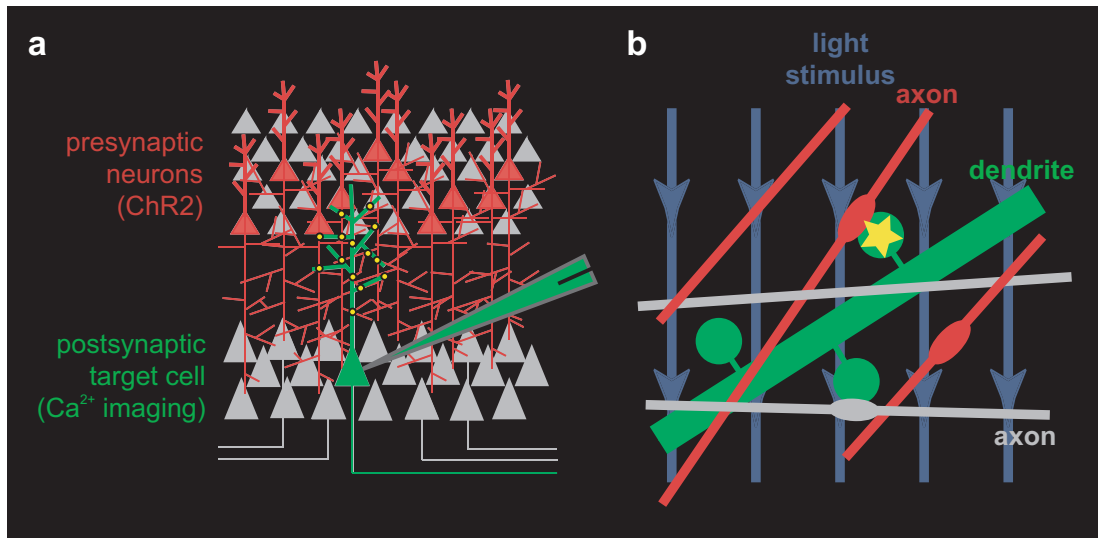 a
presynaptic
neurons
(ChR2)
postsynaptic
target cell
(Ca²⁺ imaging)
b
light
stimulus
axon
dendrite
axon